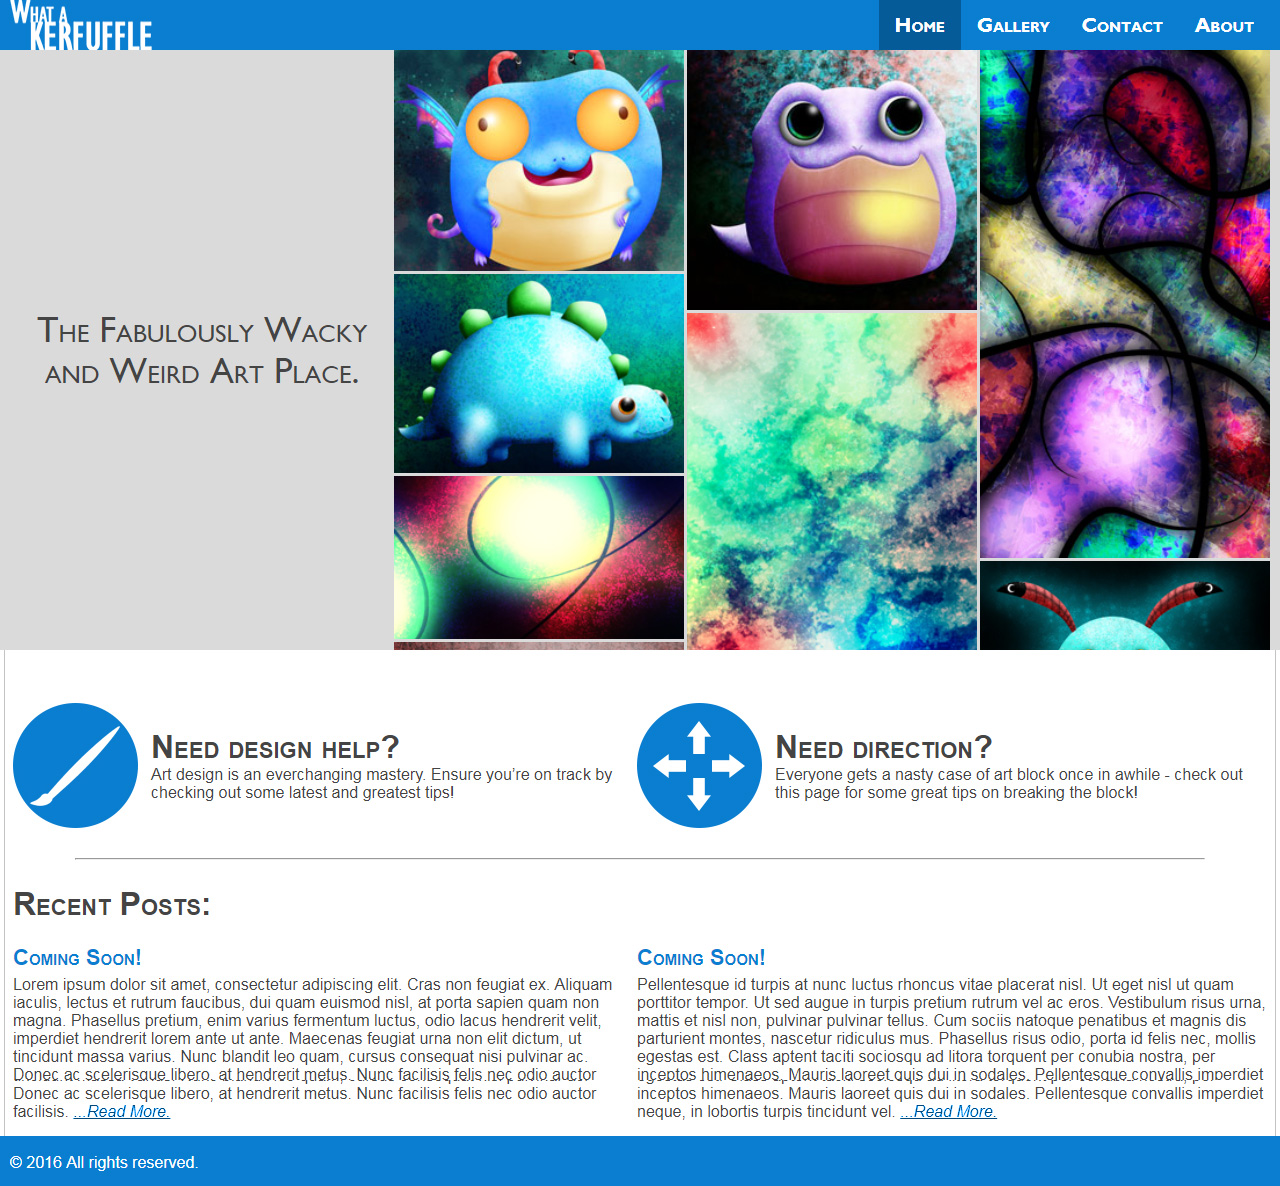 What a
Kerfuffle
Home Gallery Contact About
The Fabulously Wacky
and Weird Art Place.
Need design help?
Art design is an everchanging mastery. Ensure you’re on track by
checking out some latest and greatest tips!
Need direction?
Everyone gets a nasty case of art block once in awhile - check out
this page for some great tips on breaking the block!
Recent Posts:
Coming Soon!
Lorem ipsum dolor sit amet, consectetur adipiscing elit. Cras non feugiat ex. Aliquam
iaculis, lectus et rutrum faucibus, dui quam euismod nisl, at porta sapien quam non
magna. Phasellus pretium, enim varius fermentum luctus, odio lacus hendrerit velit,
imperdiet hendrerit lorem ante ut ante. Maecenas feugiat urna non elit dictum, ut
tincidunt massa varius. Nunc blandit leo quam, cursus consequat nisi pulvinar ac.
Donec ac scelerisque libero, at hendrerit metus. Nunc facilisis felis nec odio auctor
Donec ac scelerisque libero, at hendrerit metus. Nunc facilisis felis nec odio auctor
facilisis. ...Read More.
Coming Soon!
Pellentesque id turpis at nunc luctus rhoncus vitae placerat nisl. Ut eget nisl ut quam
porttitor tempor. Ut sed augue in turpis pretium rutrum vel ac eros. Vestibulum risus urna,
mattis et nisl non, pulvinar pulvinar tellus. Cum sociis natoque penatibus et magnis dis
parturient montes, nascetur ridiculus mus. Phasellus risus odio, porta id felis nec, mollis
egestas est. Class aptent taciti sociosqu ad litora torquent per conubia nostra, per
inceptos himenaeos. Mauris laoreet quis dui in sodales. Pellentesque convallis imperdiet
inceptos himenaeos. Mauris laoreet quis dui in sodales. Pellentesque convallis imperdiet
neque, in lobortis turpis tincidunt vel. ...Read More.
© 2016 All rights reserved.